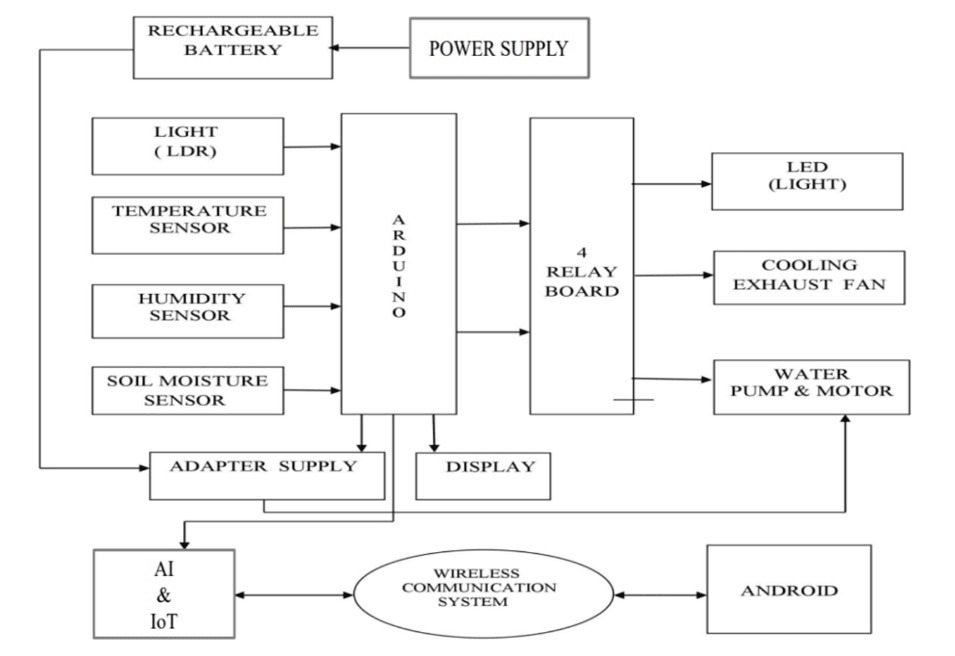 RECHARGEABLE
BATTERY
POWER SUPPLY
LIGHT
( LDR)
TEMPERATURE
SENSOR
HUMIDITY
SENSOR
SOIL MOISTURE
SENSOR
A
R
D
U
I
N
O
4
RELAY
BOARD
LED
(LIGHT)
COOLING
EXHAUST FAN
WATER
PUMP & MOTOR
ADAPTER SUPPLY
DISPLAY
AI
&
IoT
WIRELESS
COMMUNICATION
SYSTEM
ANDROID